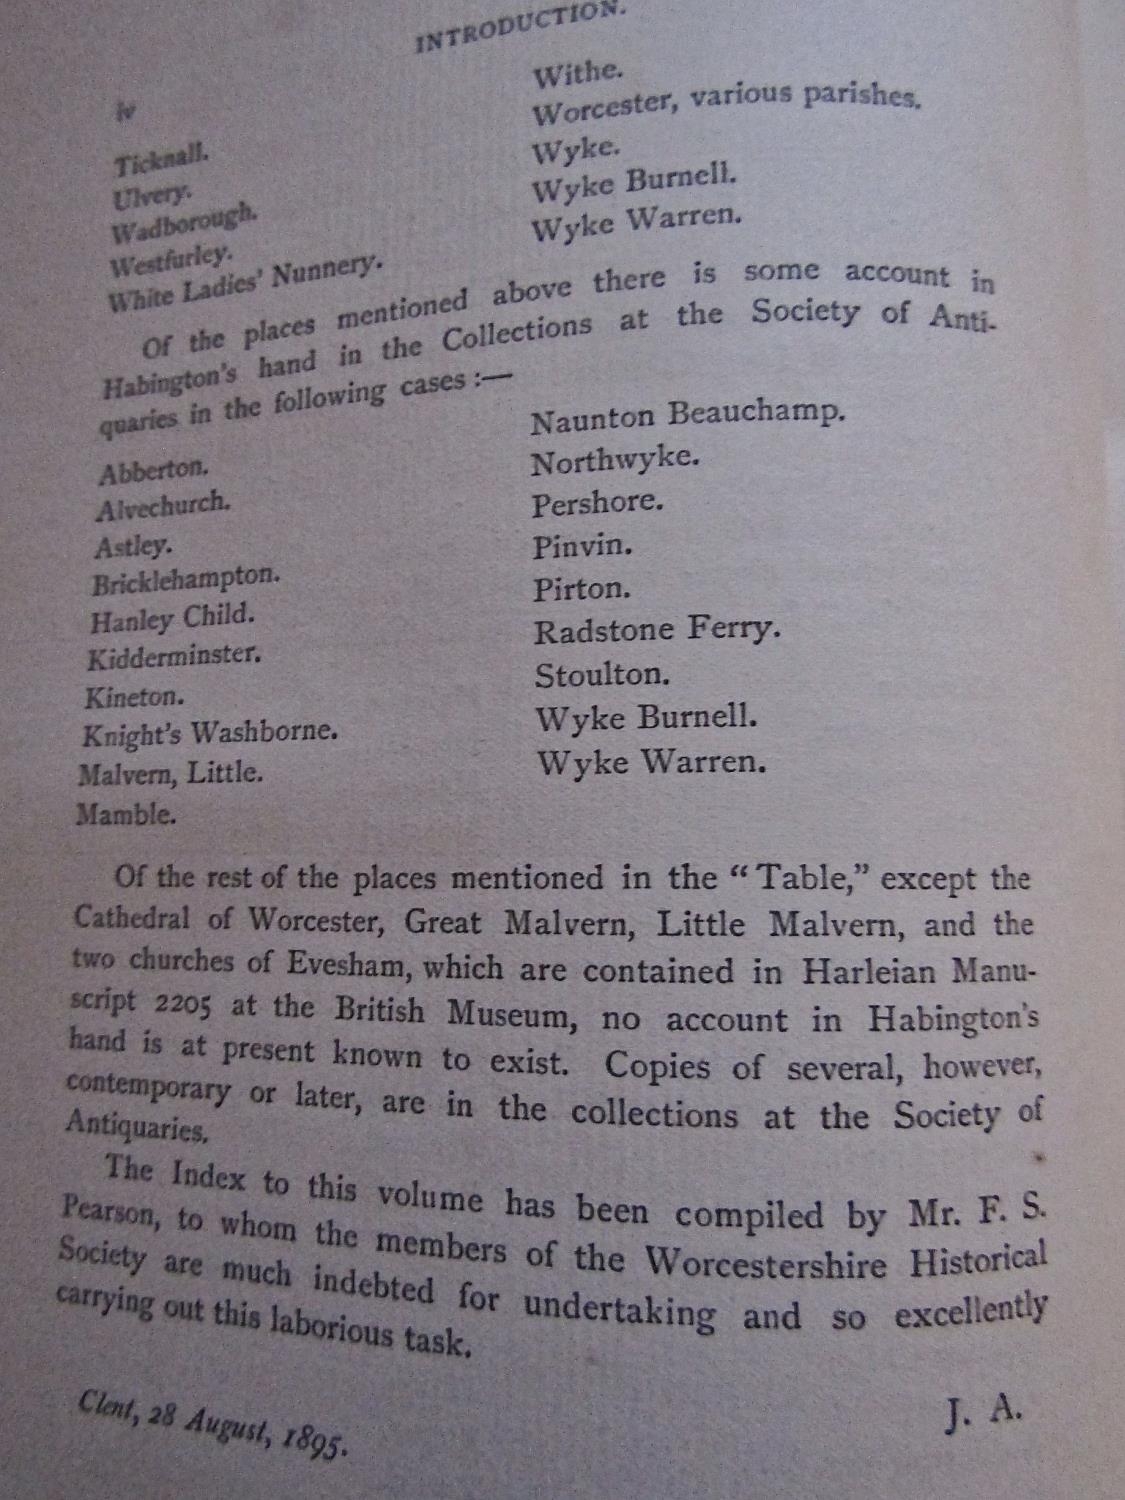 INTRODUCTION.
iv
Ticknall.
Ulvery.
Wadborough.
Westfurley.
White Ladies' Nunnery.
Withe.
Worcester, various parishes.
Wyke.
Wyke Burnell.
Wyke Warren.
Of the places mentioned above there is some account in
Habington's hand in the Collections at the Society of Anti-
quaries in the following cases :—
Abberton.
Alvechurch.
Astley.
Bricklehampton.
Hanley Child.
Kidderminster.
Kineton.
Knight's Washborne.
Malvern, Little.
Mamble.
Naunton Beauchamp.
Northwyke.
Pershore.
Pinvin.
Pirton.
Radstone Ferry.
Stoulton.
Wyke Burnell.
Wyke Warren.
Of the rest of the places mentioned in the “Table,” except the
Cathedral of Worcester, Great Malvern, Little Malvern, and the
two churches of Evesham, which are contained in Harleian Manu-
script 2205 at the British Museum, no account in Habington's
hand is at present known to exist. Copies of several, however,
contemporary or later, are in the collections at the Society of
Antiquaries.
The Index to this volume has been compiled by Mr. F. S.
Pearson, to whom the members of the Worcestershire Historical
Society are much indebted for undertaking and so excellently
carrying out this laborious task.
J. A.
Clent, 28 August, 1895.